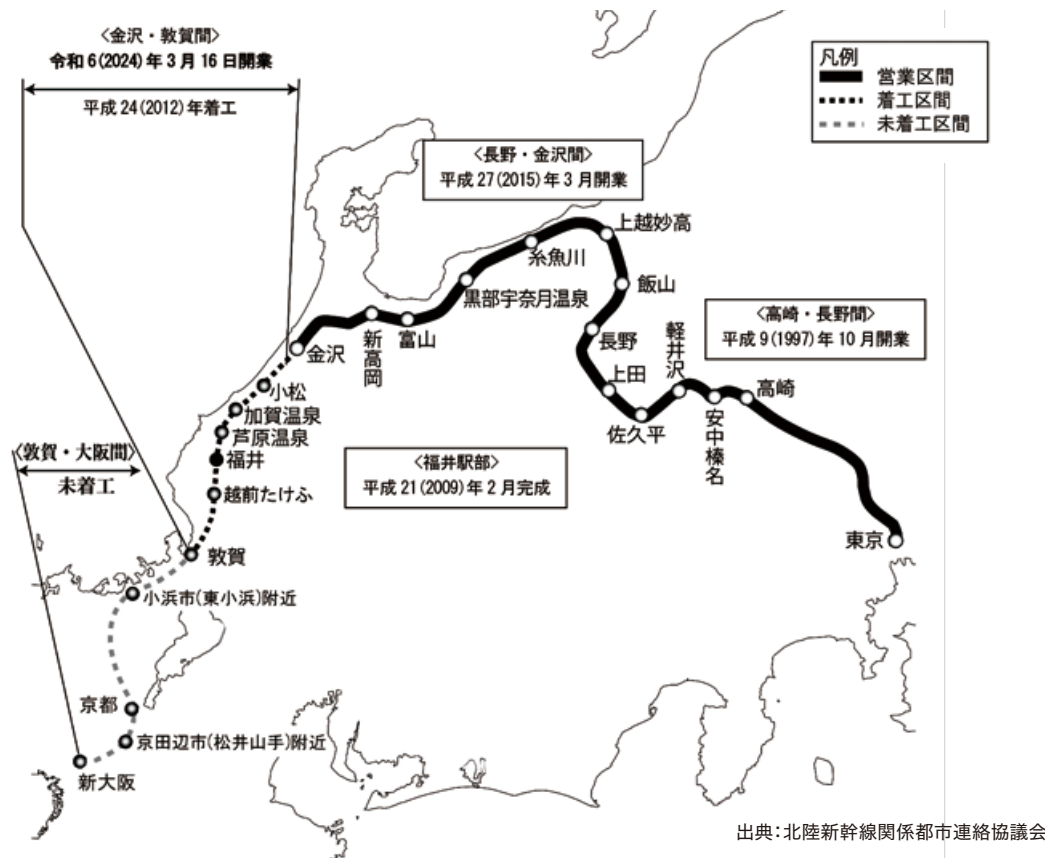 〈金沢・敦賀間〉
令和6(2024)年3月16日開業
平成24(2012)年着工
凡例
営業区間
着工区間
未着工区間
〈長野・金沢間〉
平成27(2015)年3月開業
上越妙高
糸魚川
飯山
黒部宇奈月温泉
〈高崎・長野間〉
平成9(1997)年10月開業
長野
軽井沢
金沢
新高岡
富山
上田
高崎
小松
佐久平
安中榛名
加賀温泉
芦原温泉
〈敦賀・大阪間〉
未着工
福井
〈福井駅部〉
平成21(2009)年2月完成
越前たけふ
東京
敦賀
小浜市(東小浜)附近
京都
京田辺市(松井山手)附近
新大阪
出典:北陸新幹線関係都市連絡協議会